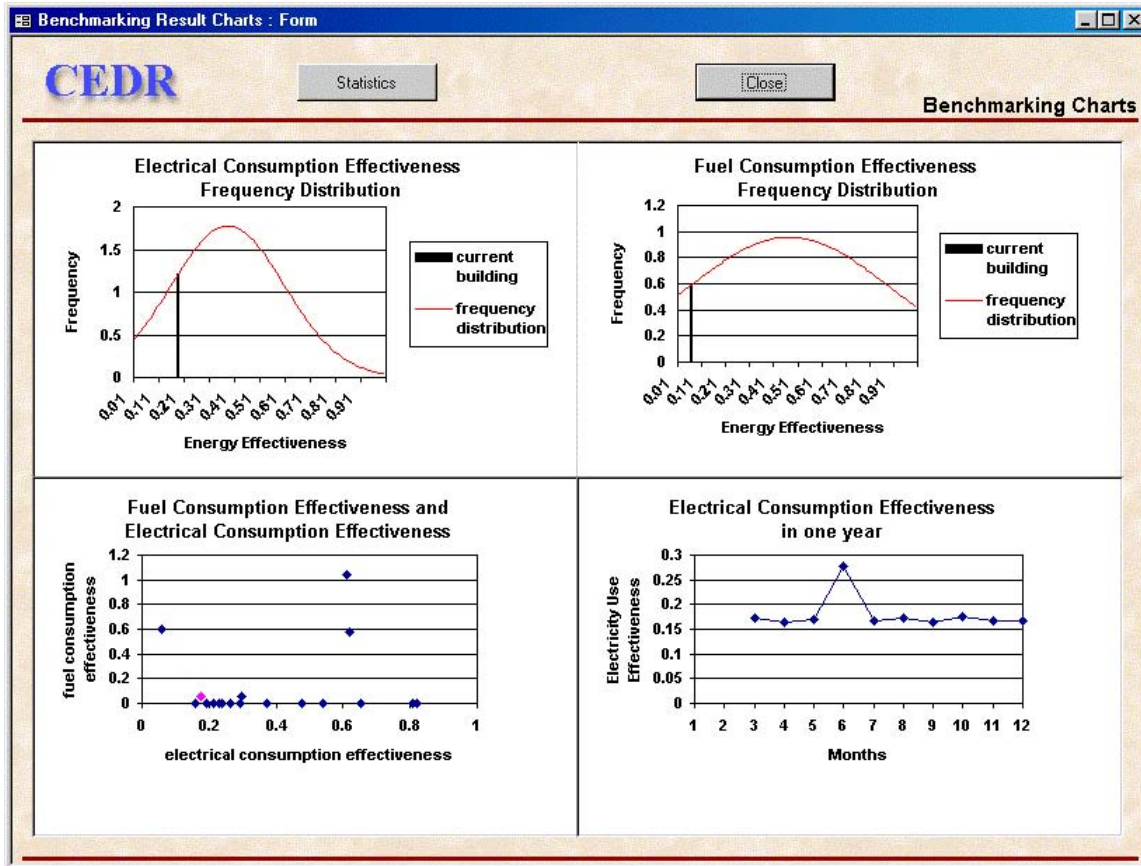 Benchmarking Result Charts : Form
CEDR
Statistics
Close
Benchmarking Charts
Electrical Consumption Effectiveness
Frequency Distribution
2
1.5
1
0.5
0
Frequency
0.01 0.11 0.21 0.31 0.41 0.51 0.61 0.71 0.81 0.91
Energy Effectiveness
current
building
frequency
distribution
Fuel Consumption Effectiveness
Frequency Distribution
1.2
1
0.8
0.6
0.4
0.2
0
Frequency
0.01 0.11 0.21 0.31 0.41 0.51 0.61 0.71 0.81 0.91
Energy Effectiveness
current
building
frequency
distribution
Fuel Consumption Effectiveness and
Electrical Consumption Effectiveness
1.2
1
0.8
0.6
0.4
0.2
0
fuel consumption
effectiveness
0 0.2 0.4 0.6 0.8 1
electrical consumption effectiveness
Electrical Consumption Effectiveness
in one year
0.3
0.25
0.2
0.15
0.1
0.05
0
Electricity Use
Effectiveness
1 2 3 4 5 6 7 8 9 10 11 12
Months